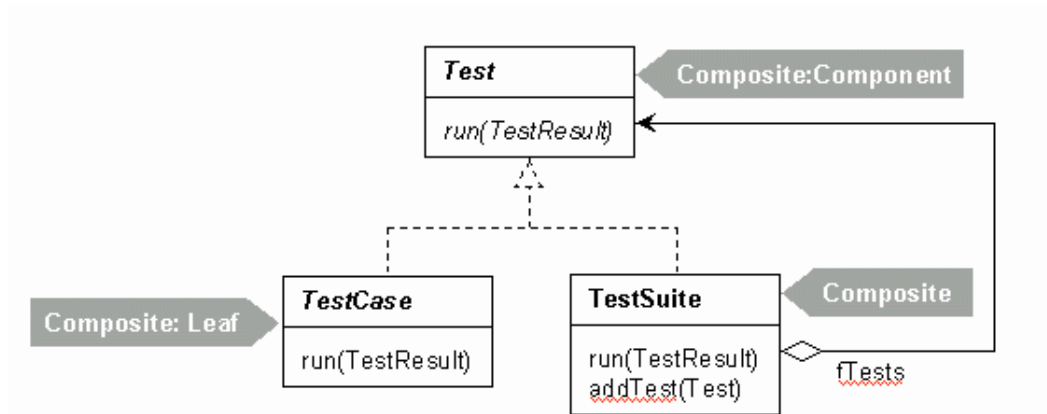 Test
Composite:Component
run(TestResult)
TestCase
TestSuite
Composite
Composite: Leaf
run(TestResult)
run(TestResult)
addTest(Test)
fTests